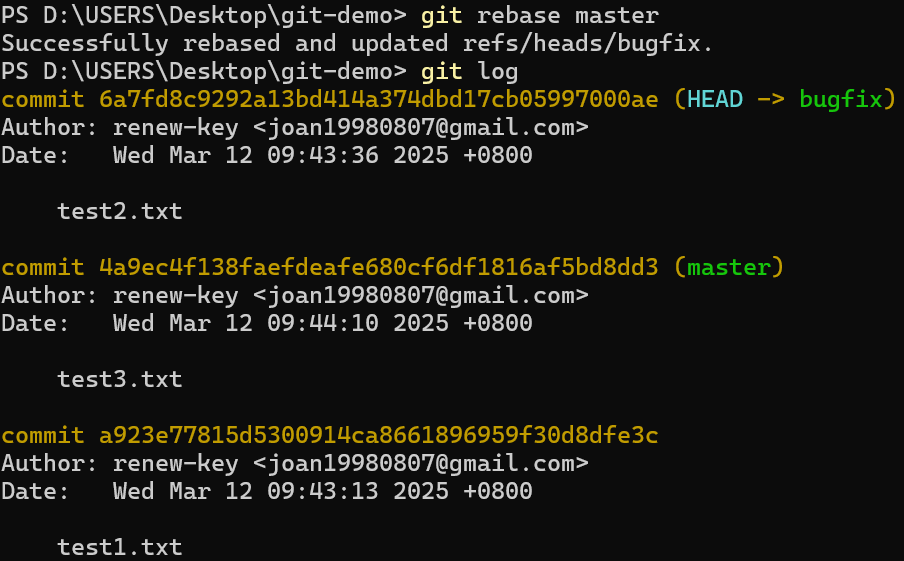 PS D:\USERS\Desktop\git-demo> git rebase master
Successfully rebased and updated refs/heads/bugfix.
PS D:\USERS\Desktop\git-demo> git log
commit 6a7fd8c9292a13bd414a374dbd17cb05997000ae (HEAD -> bugfix)
Author: renew-key <joan19980807@gmail.com>
Date:   Wed Mar 12 09:43:36 2025 +0800
    test2.txt
commit 4a9ec4f138faefdeafe680cf6df1816af5bd8dd3 (master)
Author: renew-key <joan19980807@gmail.com>
Date:   Wed Mar 12 09:44:10 2025 +0800
    test3.txt
commit a923e77815d5300914ca8661896959f30d8dfe3c
Author: renew-key <joan19980807@gmail.com>
Date:   Wed Mar 12 09:43:13 2025 +0800
    test1.txt